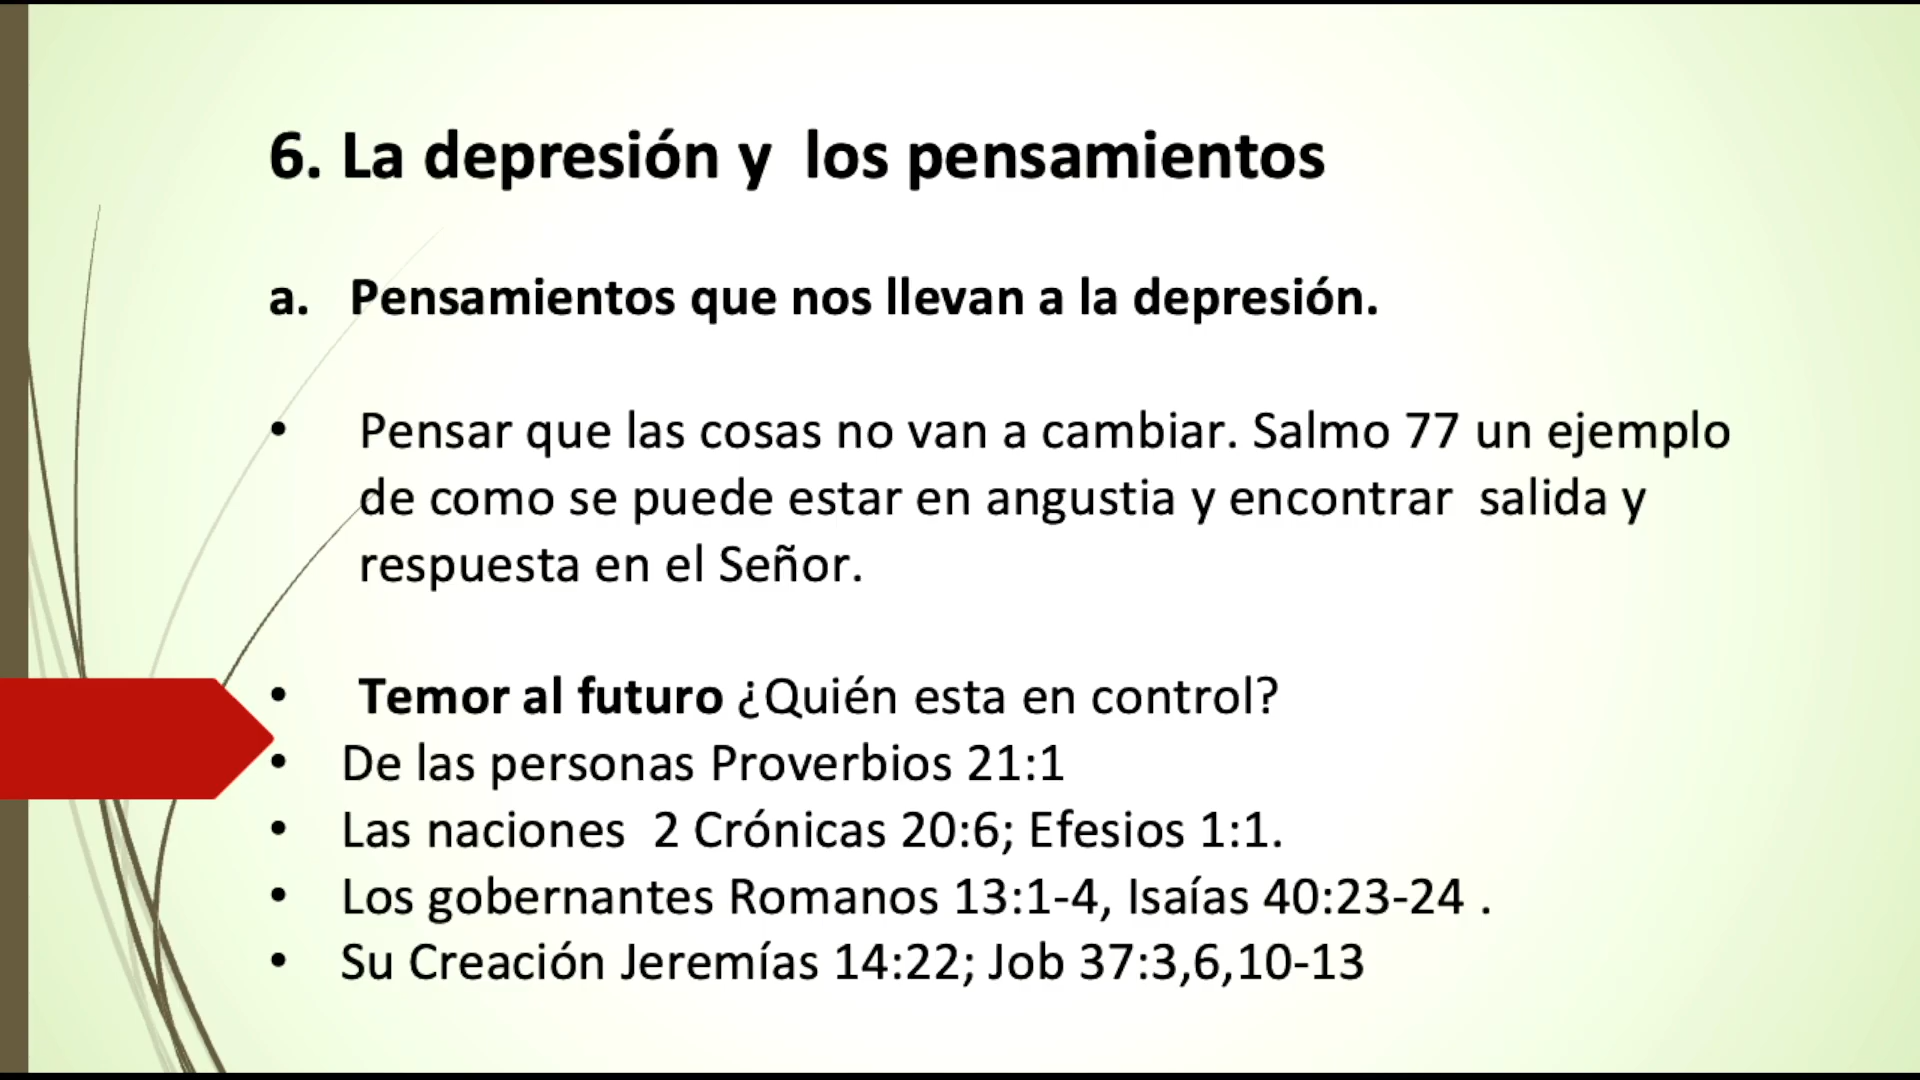 6. La depresión y  los pensamientos
a.   Pensamientos que nos llevan a la depresión.
•    Pensar que las cosas no van a cambiar. Salmo 77 un ejemplo
de como se puede estar en angustia y encontrar  salida y
respuesta en el Señor.
•    Temor al futuro ¿Quién esta en control?
•    De las personas Proverbios 21:1
•    Las naciones  2 Crónicas 20:6; Efesios 1:1.
•    Los gobernantes Romanos 13:1-4, Isaías 40:23-24 .
•    Su Creación Jeremías 14:22; Job 37:3,6,10-13